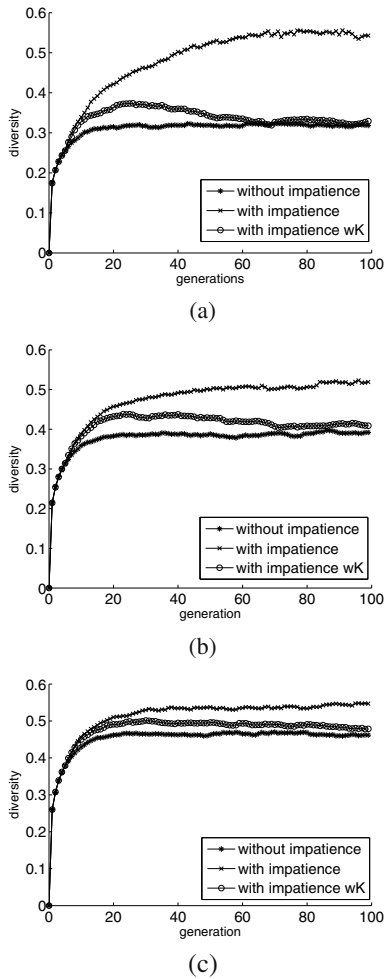 0.6
0.5
0.4
0.3
0.2
0.1
0
diversity
without impatience
with impatience
with impatience wK
0 20 40 60 80 100
generations
(a)
0.6
0.5
0.4
0.3
0.2
0.1
0
diversity
without impatience
with impatience
with impatience wK
0 20 40 60 80 100
generation
(b)
0.6
0.5
0.4
0.3
0.2
0.1
0
diversity
without impatience
with impatience
with impatience wK
0 20 40 60 80 100
generation
(c)